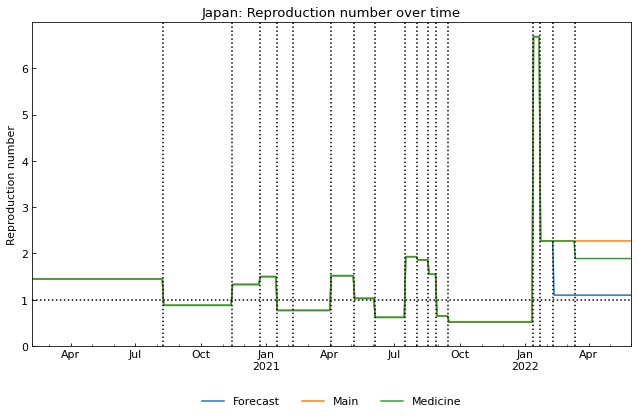 Japan: Reproduction number over time
Reproduction number
6
5
4
3
2
1
0
Apr Jul Oct Jan Apr Jul Oct Jan Apr
2021 2022
Forecast Main Medicine